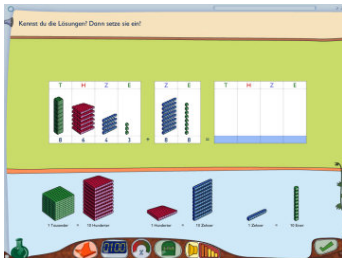 Kennst du die Lösungen? Dann setze sie ein!
T H Z E Z E T H Z E
8 6 4 3 + 8 8 =
1 Tausender = 10 Hunderter 1 Hunderter = 10 Zehner 1 Zehner = 10 Einer